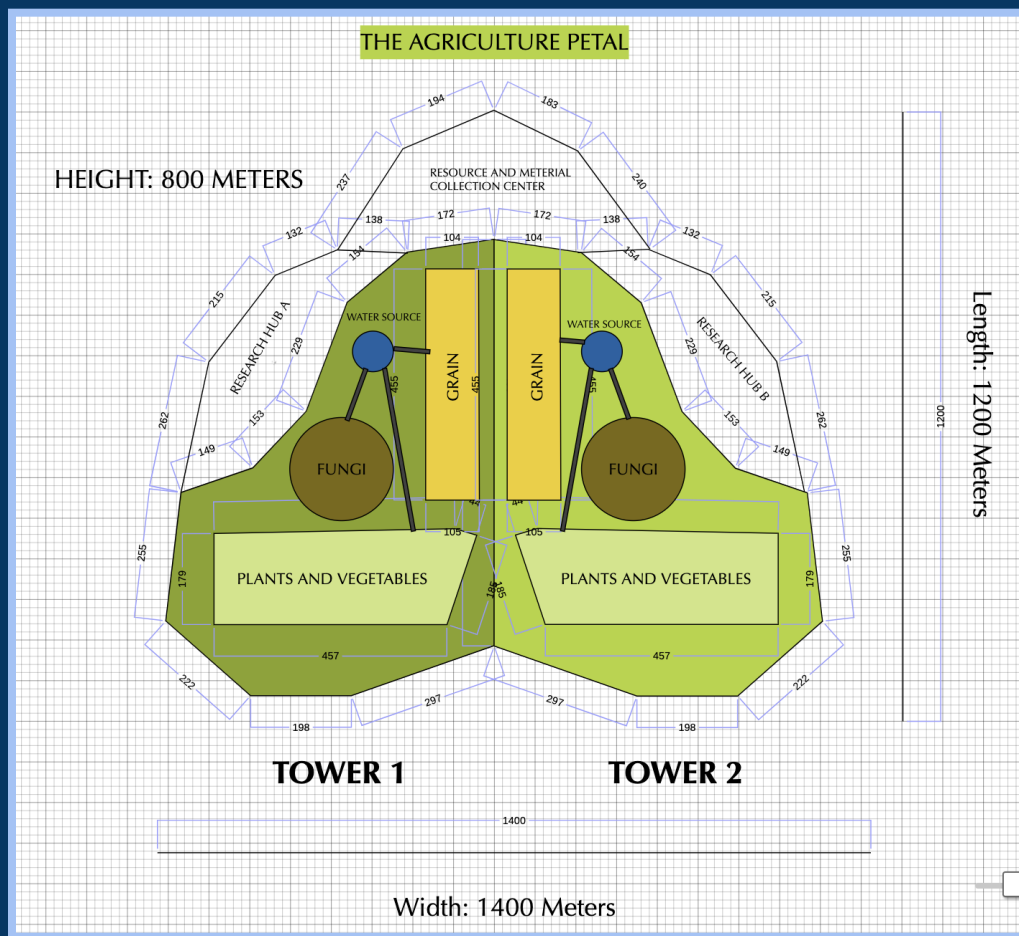 THE AGRICULTURE PETAL
194
183
HEIGHT: 800 METERS
237
RESOURCE AND METERIAL
COLLECTION CENTER
240
138
172
172
138
132
132
104
104
154
154
215
215
WATER SOURCE
WATER SOURCE
RESEARCH HUB A
RESEARCH HUB B
229
229
GRAIN
GRAIN
455
455
455
153
153
262
262
149
149
FUNGI
FUNGI
44
44
105
105
255
255
179
PLANTS AND VEGETABLES
PLANTS AND VEGETABLES
179
185
185
457
457
222
222
297
297
198
198
TOWER 1
TOWER 2
Length: 1200 Meters
1200
1400
Width: 1400 Meters